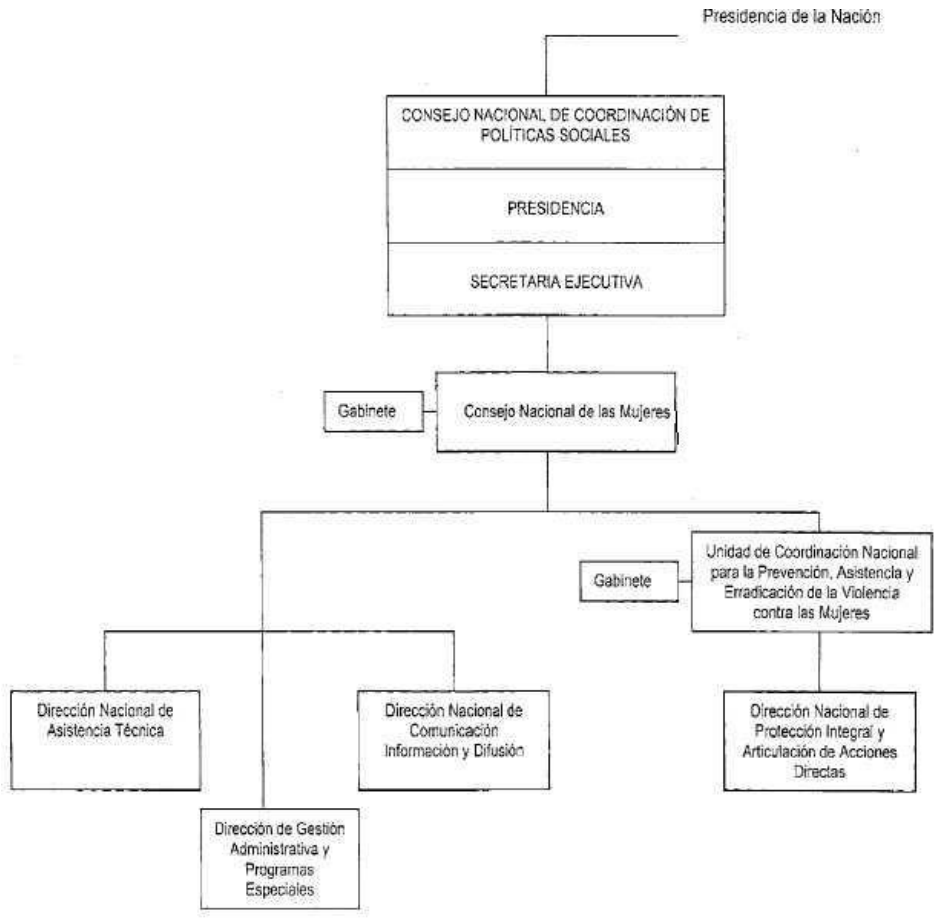 Presidencia de la Nación
CONSEJO NACIONAL DE COORDINACIÓN DE
POLÍTICAS SOCIALES
PRESIDENCIA
SECRETARIA EJECUTIVA
Gabinete
Consejo Nacional de las Mujeres
Gabinete
Unidad de Coordinación Nacional
para la Prevención, Asistencia y
Erradicación de la Violencia
contra las Mujeres
Dirección Nacional de
Asistencia Técnica
Dirección Nacional de
Comunicación
Información y Difusión
Dirección Nacional de
Protección Integral y
Articulación de Acciones
Directas
Dirección de Gestión
Administrativa y
Programas
Especiales